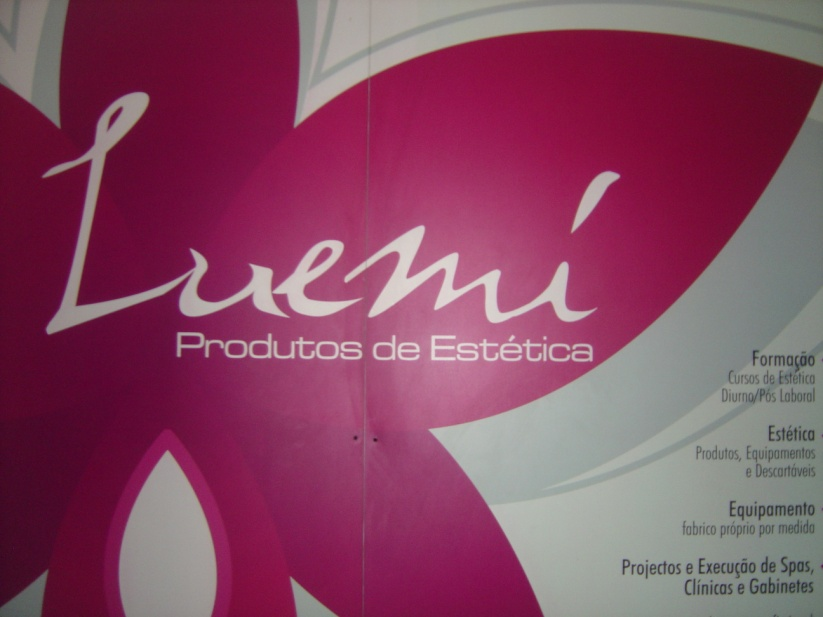 Luemí
Produtos de Estética
Formação
Cursos de Estética
Diurno/Pós Laboral
Estética
Produtos, Equipamentos
e Descartáveis
Equipamento
fabrico próprio por medida
Projectos e Execução de Spas,
Clínicas e Gabinetes